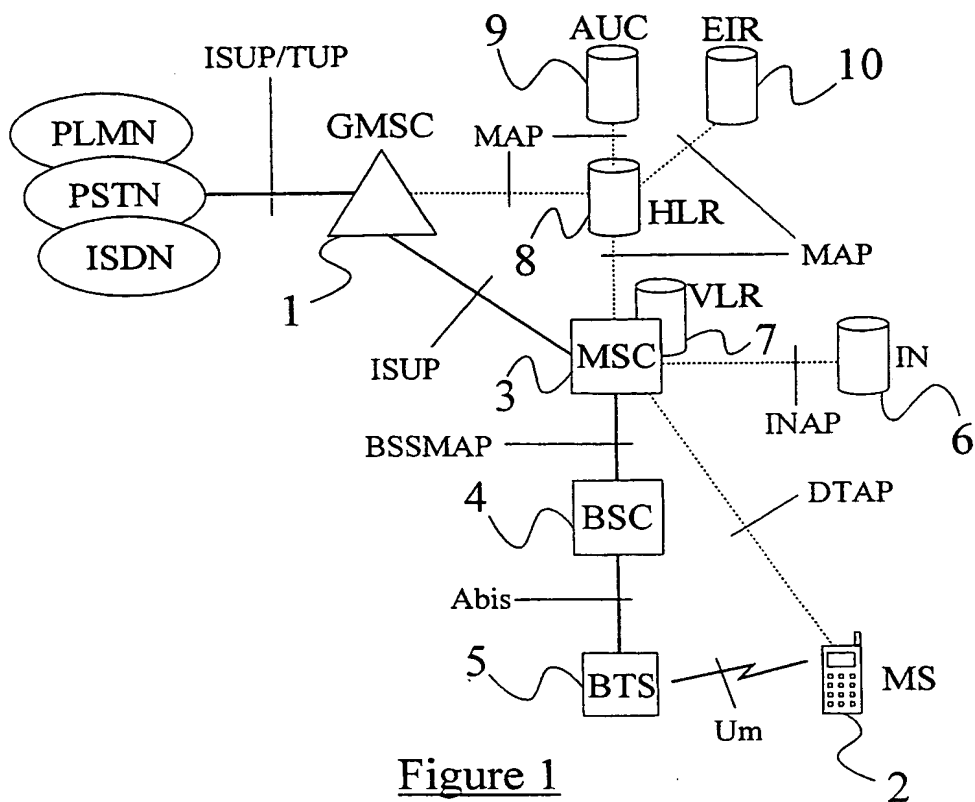 9
AUC
EIR
10
ISUP/TUP
GMSC
MAP
PLMN
PSTN
ISDN
HLR
8
MAP
1
VLR
ISUP
MSC
7
IN
3
INAP
6
BSSMAP
4
BSC
DTAP
Abis
5
BTS
MS
Um
2
Figure 1